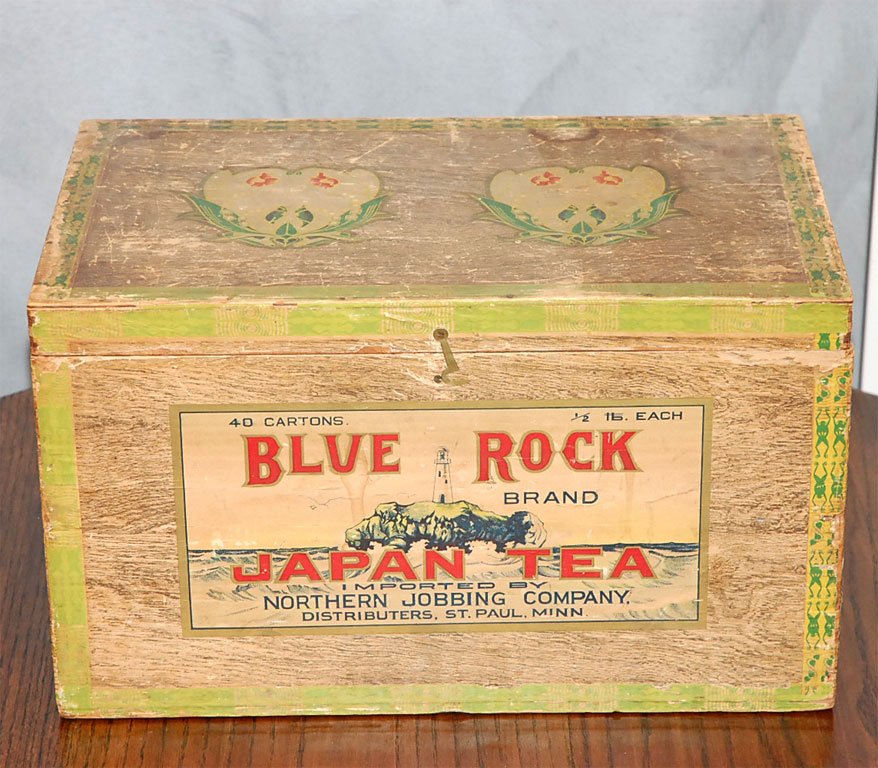 40 CARTONS. ½ lb. EACH
BLUE ROCK
BRAND
JAPAN TEA
IMPORTED BY
NORTHERN JOBBING COMPANY.
DISTRIBUTERS, ST. PAUL, MINN.